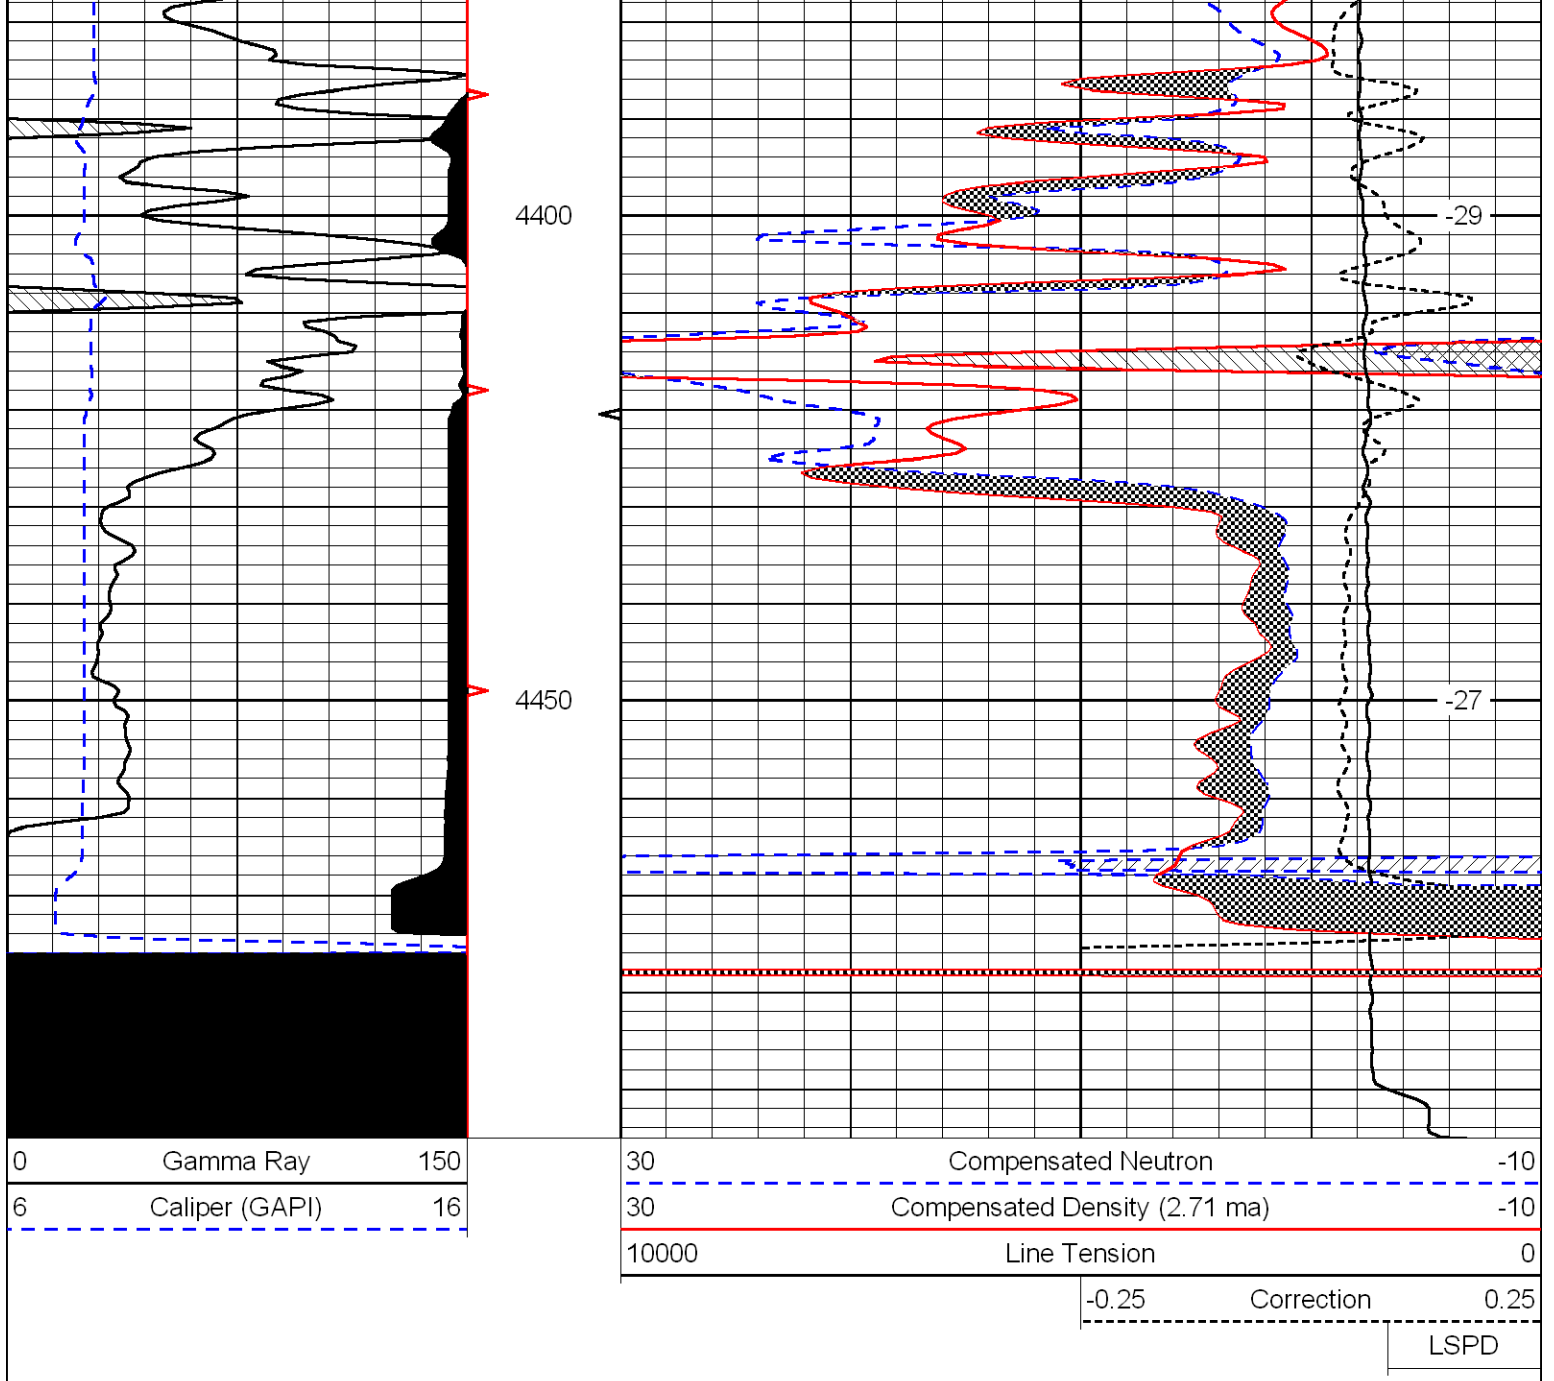 4400
-29
4450
-27
0 Gamma Ray 150
6 Caliper (GAPI) 16
30 Compensated Neutron -10
30 Compensated Density (2.71 ma) -10
10000 Line Tension 0
-0.25 Correction 0.25
LSPD